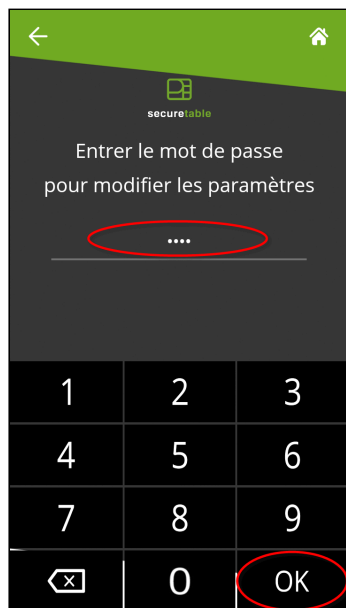 securetable
Entrer le mot de passe
pour modifier les paramètres
••••
1 2 3
4 5 6
7 8 9
0 OK